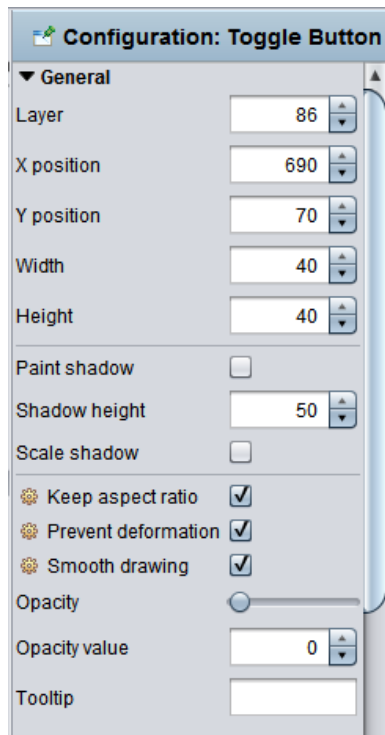 Configuration: Toggle Button
General
Layer 86
X position 690
Y position 70
Width 40
Height 40
Paint shadow
Shadow height 50
Scale shadow
Keep aspect ratio
Prevent deformation
Smooth drawing
Opacity
Opacity value 0
Tooltip